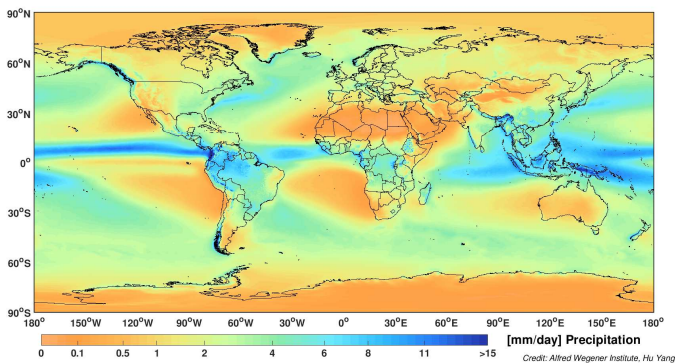 90°N
60°N
30°N
0°
30°S
60°S
90°S
180° 150°W 120°W 90°W 60°W 30°W 0° 30°E 60°E 90°E 120°E 150°E 180°
0 0.1 0.5 1 2 4 6 8 11 >15
[mm/day] Precipitation
Credit: Alfred Wegener Institute, Hu Yang